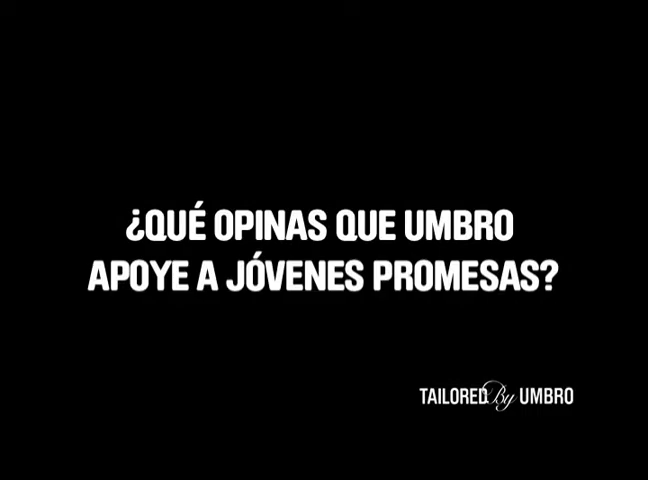 ¿QUÉ OPINAS QUE UMBRO
APOYE A JÓVENES PROMESAS?
TAILORED By UMBRO